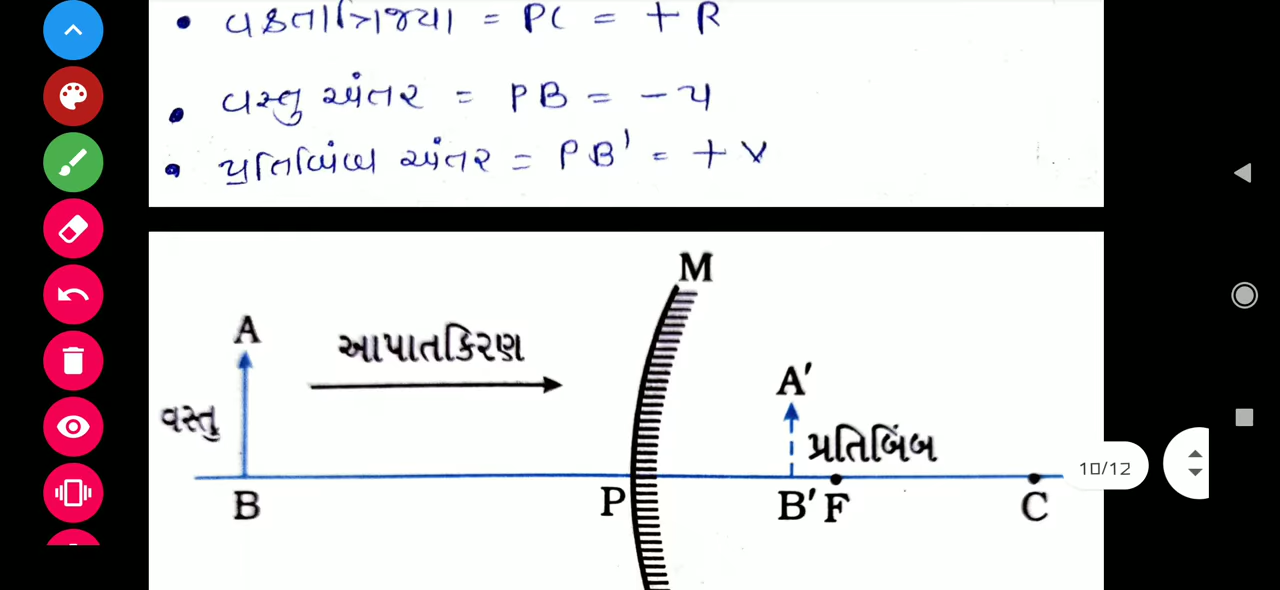 • વક્રતાત્રિજ્યા = PC = + R
• વસ્તુ અંતર = PB = - u
• પ્રતિબિંબ અંતર = PB' = + v
M
A
આપાતકિરણ
A'
વસ્તુ
પ્રતિબિંબ
10/12
B
P
B' F
C